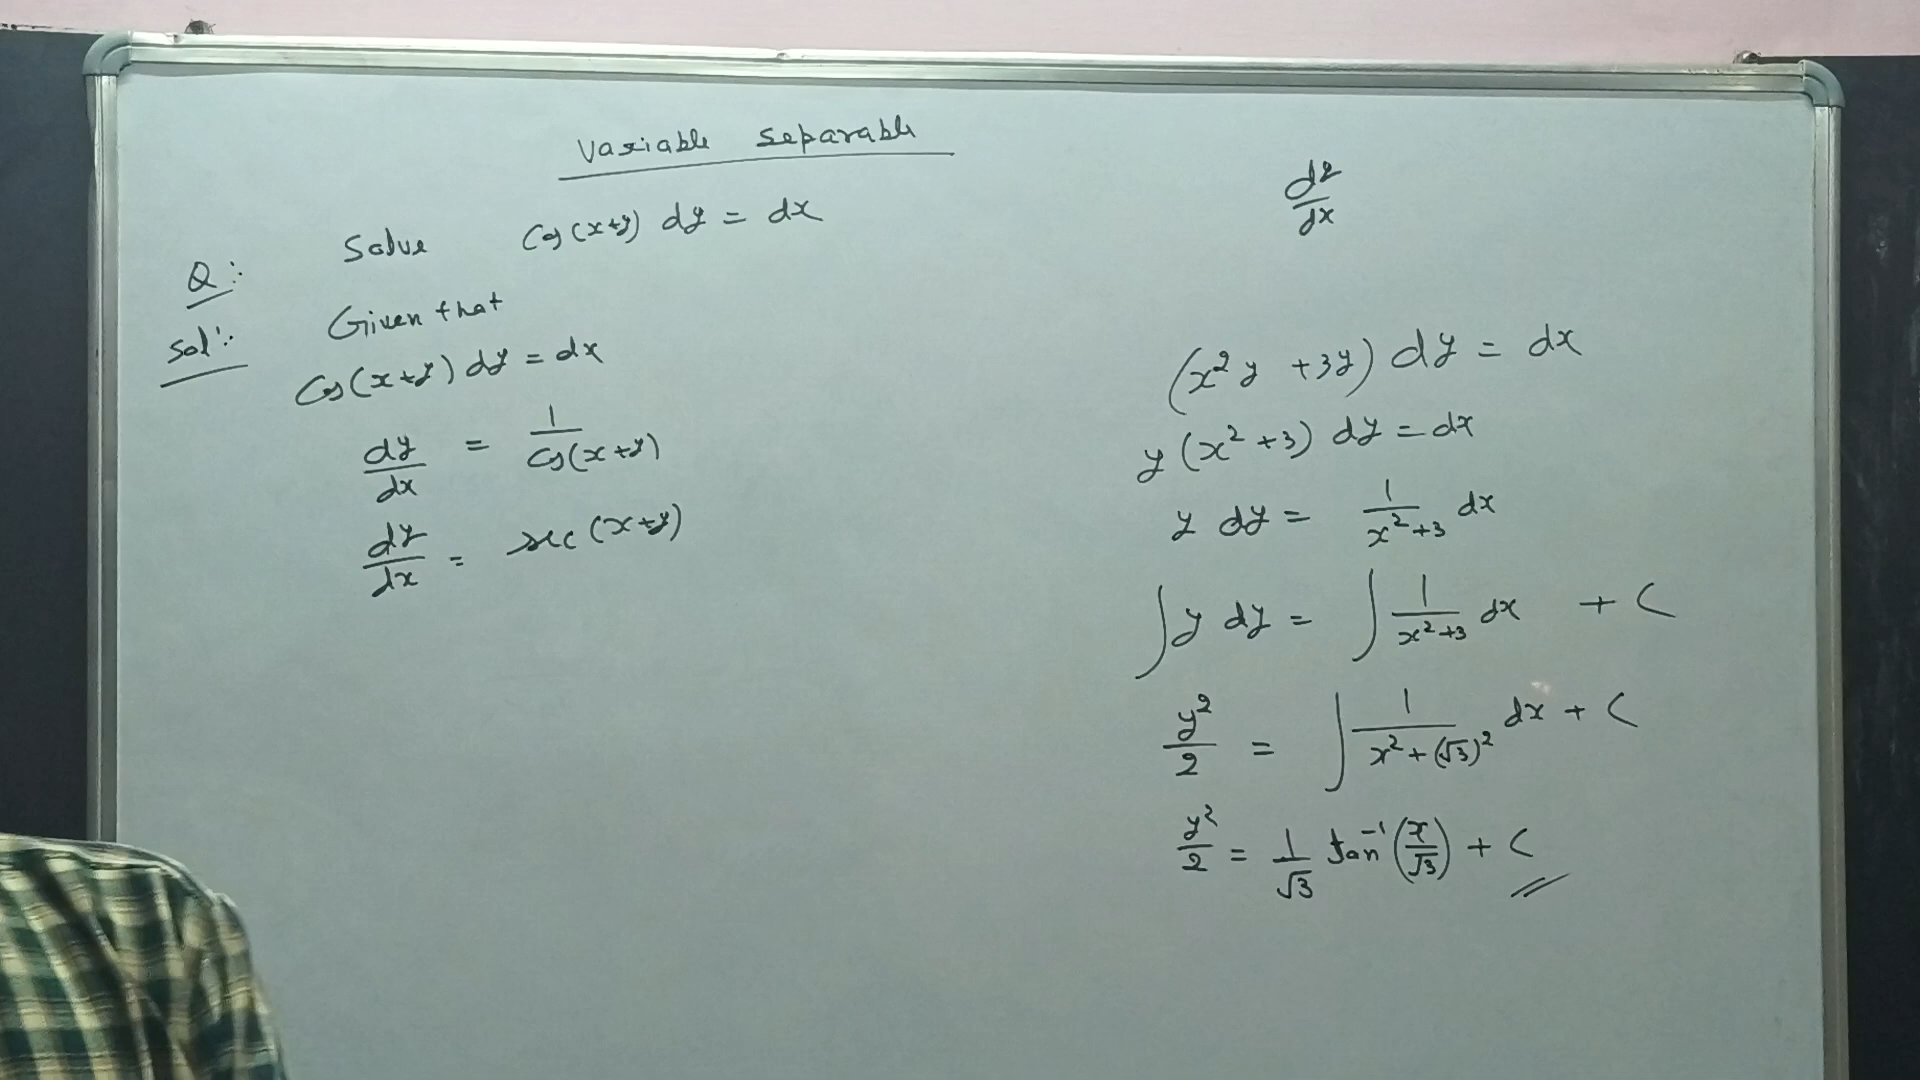 Variable separable
Q:. Solve Cos(x+y) dy = dx
Sol':. Given that
Cos(x+y) dy = dx
dy/dx = 1/Cos(x+y)
dy/dx = sec(x+y)
dy/dx
(x²y +3y) dy = dx
y(x²+3) dy = dx
y dy = 1/(x²+3) dx
∫y dy = ∫ 1/(x²+3) dx + C
y²/2 = ∫ 1/(x²+(√3)²) dx + C
y²/2 = 1/√3 tan⁻¹(x/√3) + C